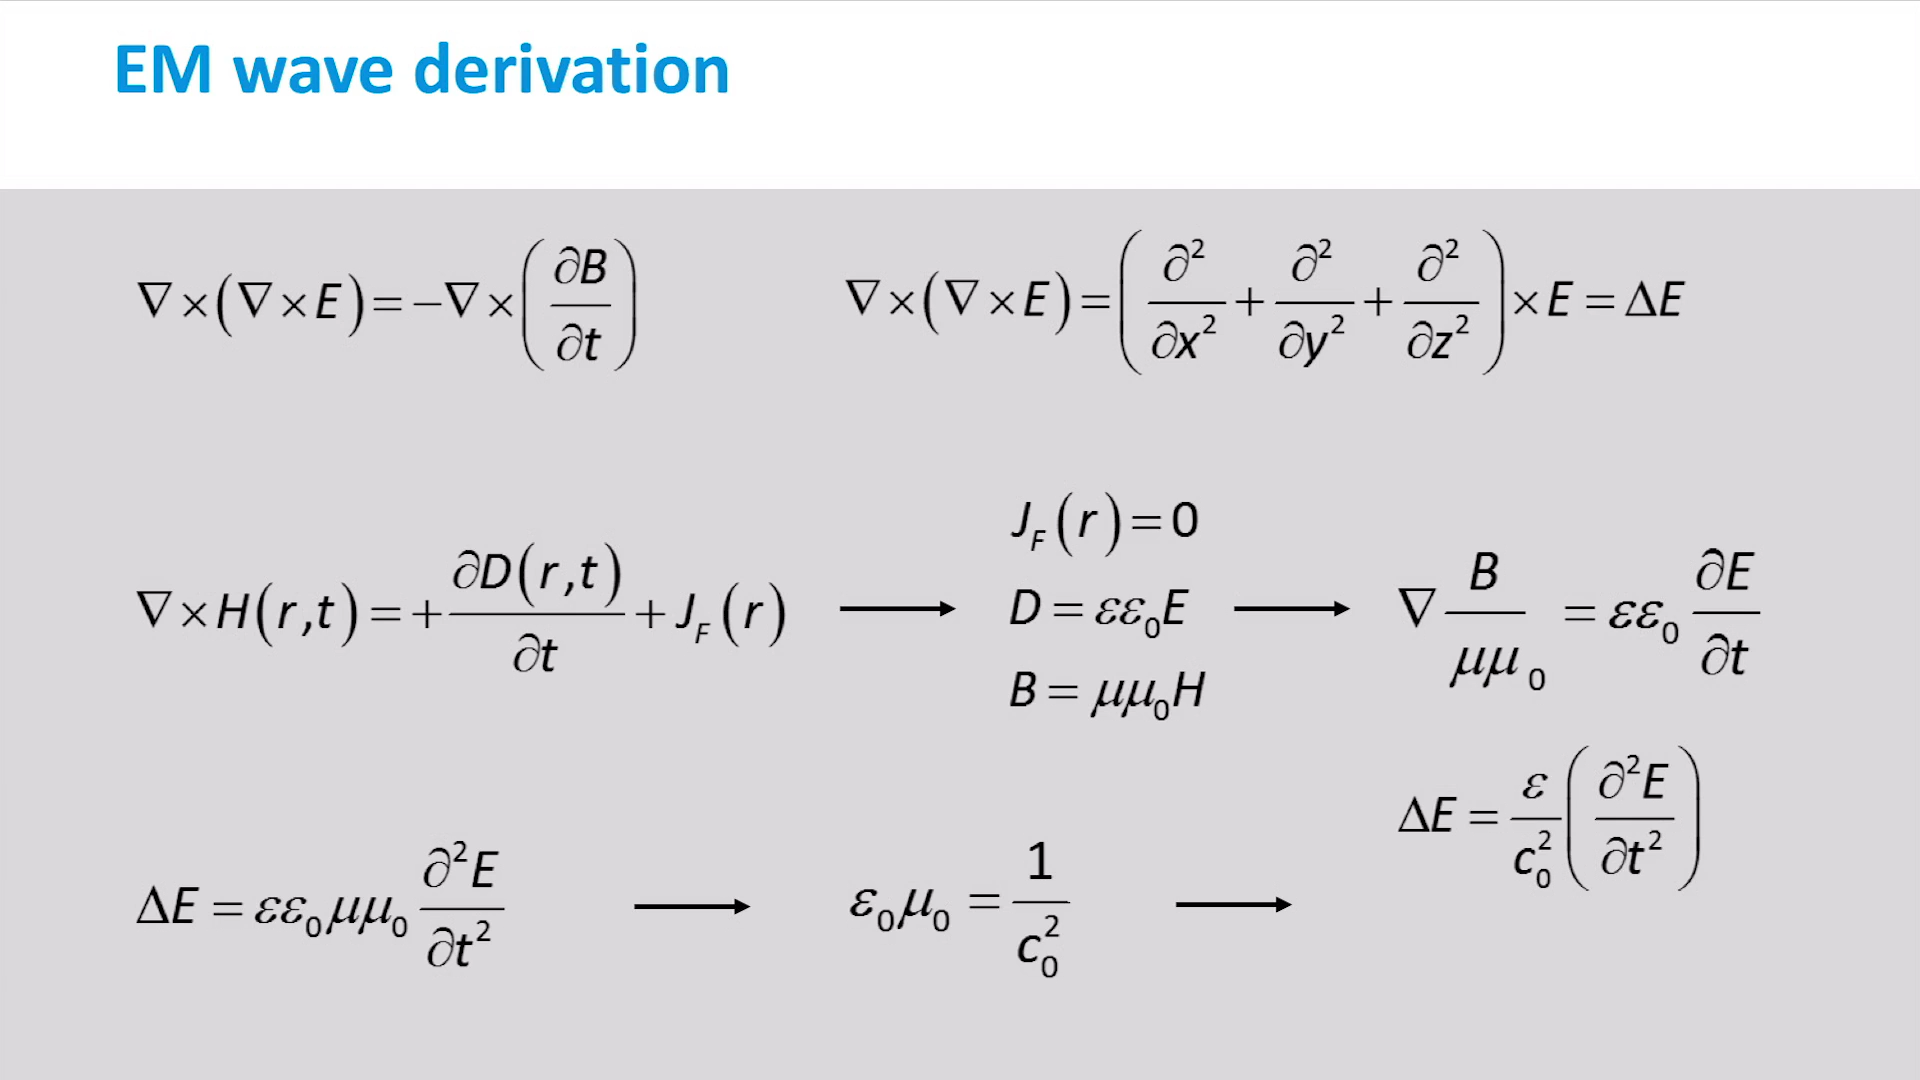 EM wave derivation
∇×(∇×E)=−∇×(∂B/∂t)
∇×(∇×E)=(∂²/∂x²+∂²/∂y²+∂²/∂z²)×E=ΔE
∇×H(r,t)=+∂D(r,t)/∂t+J_F(r)
J_F(r)=0
D=εε₀E
B=μμ₀H
∇B/μμ₀=εε₀∂E/∂t
ΔE=εε₀μμ₀∂²E/∂t²
ε₀μ₀=1/c₀²
ΔE=ε/c₀²(∂²E/∂t²)